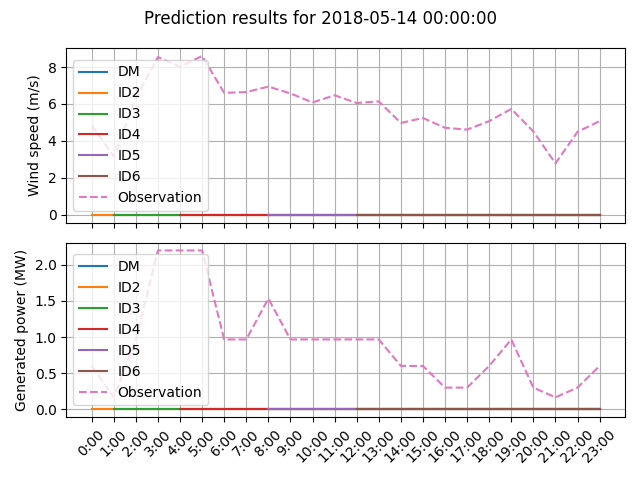 Prediction results for 2018-05-14 00:00:00
Wind speed (m/s)
8
6
4
2
0
DM
ID2
ID3
ID4
ID5
ID6
Observation
Generated power (MW)
2.0
1.5
1.0
0.5
0.0
DM
ID2
ID3
ID4
ID5
ID6
Observation
0:00 1:00 2:00 3:00 4:00 5:00 6:00 7:00 8:00 9:00 10:00 11:00 12:00 13:00 14:00 15:00 16:00 17:00 18:00 19:00 20:00 21:00 22:00 23:00